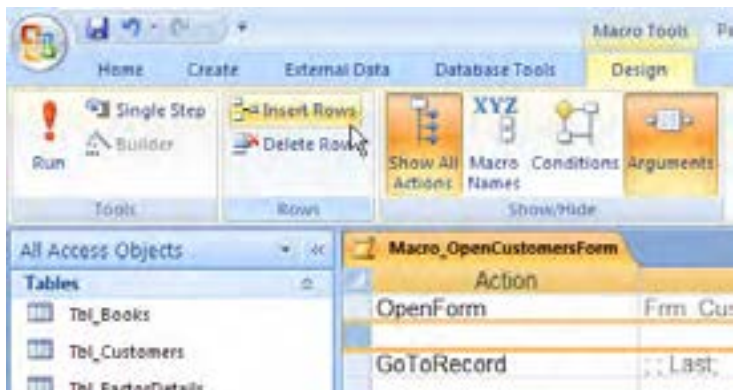 Macro Tools
Home Create External Data Database Tools Design
Run
Single Step
Builder
Tools
Insert Rows
Delete Rows
Rows
Show All Actions
Macro Names
Conditions
Arguments
Show/Hide
All Access Objects
Tables
Tbl_Books
Tbl_Customers
Tbl_FactorDetails
Macro_OpenCustomersForm
Action
OpenForm Frm_Cus
GoToRecord ; ; Last;